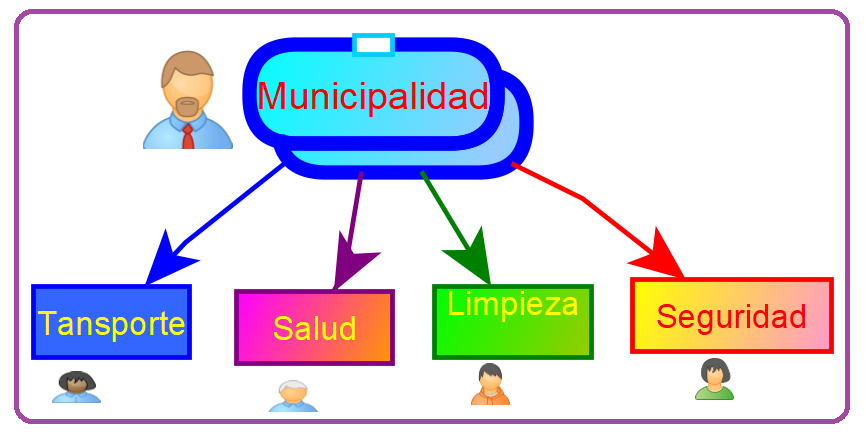 Municipalidad
Tansporte
Salud
Limpieza
Seguridad